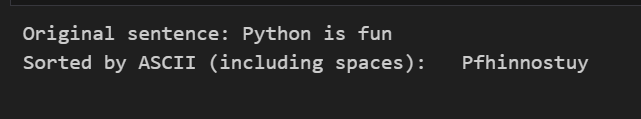 Original sentence: Python is fun
Sorted by ASCII (including spaces):   Pfhinnostuy